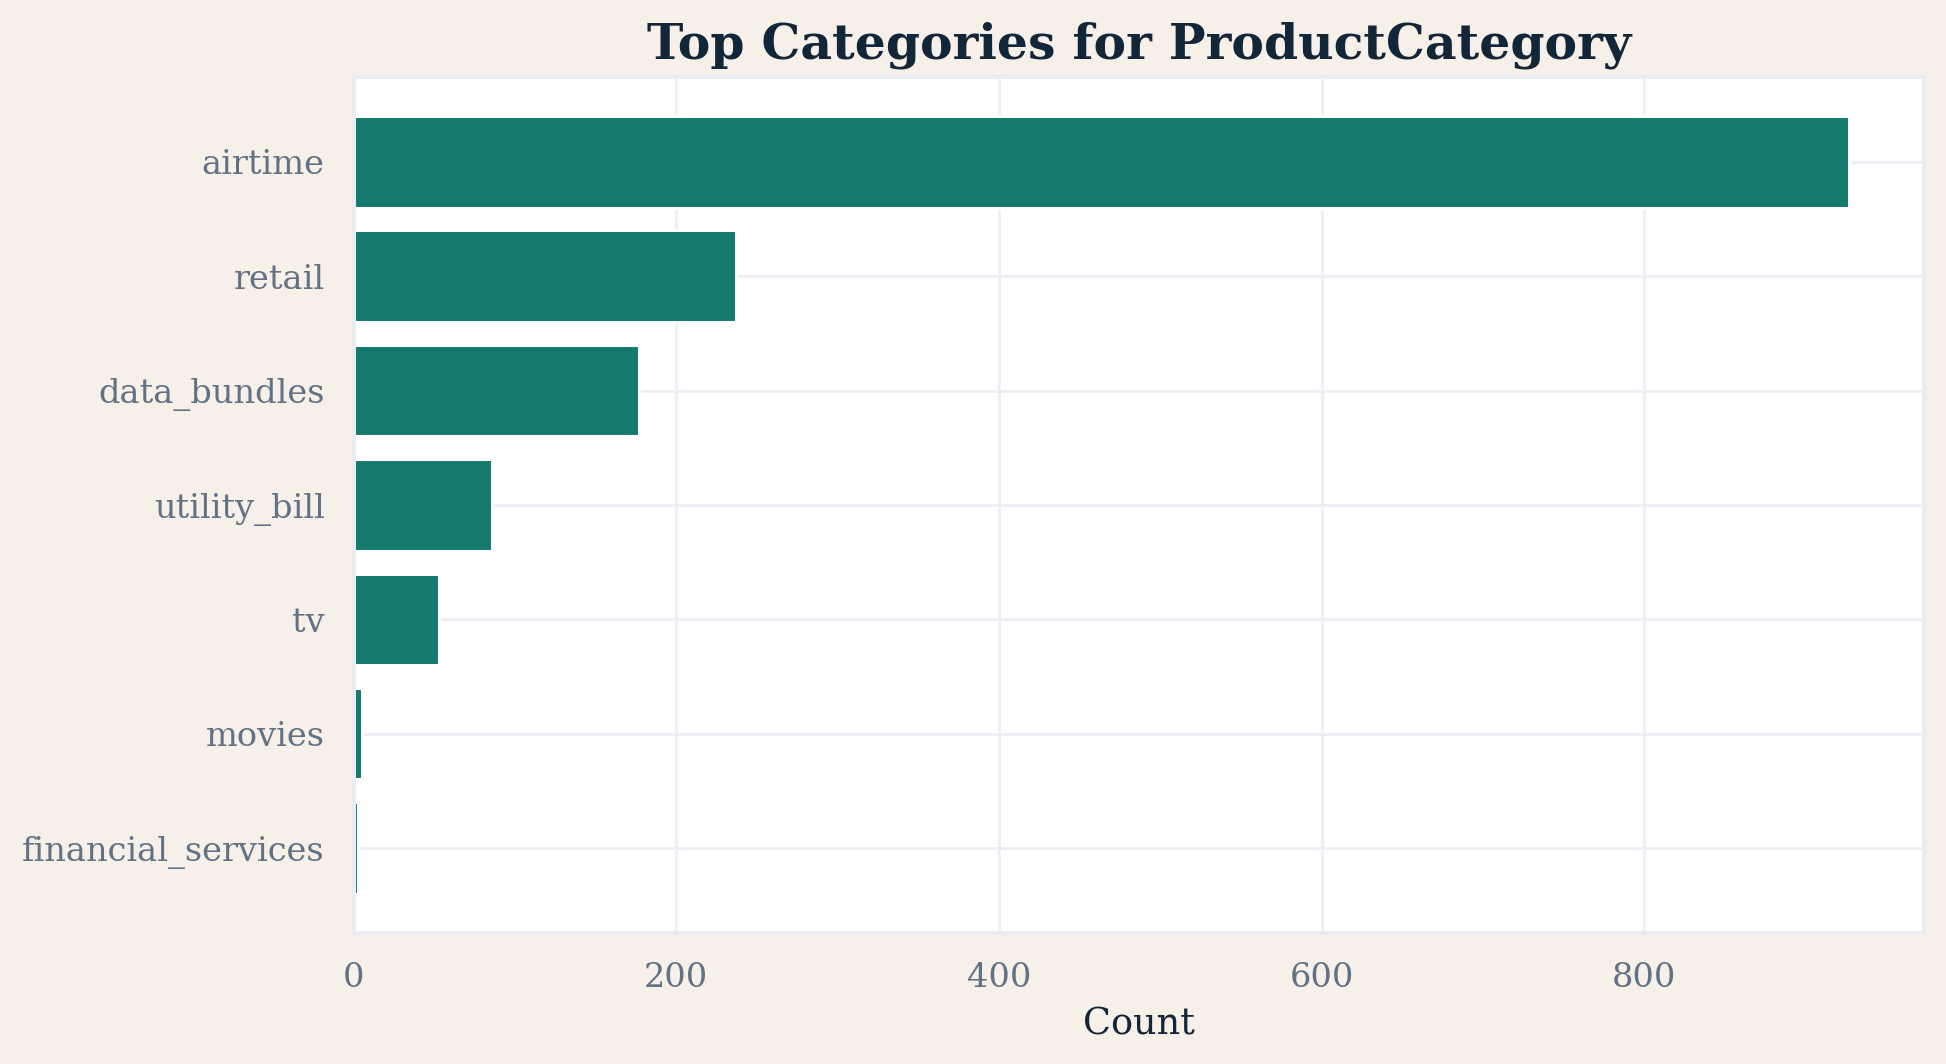 Top Categories for ProductCategory
airtime
retail
data_bundles
utility_bill
tv
movies
financial_services
0 200 400 600 800
Count